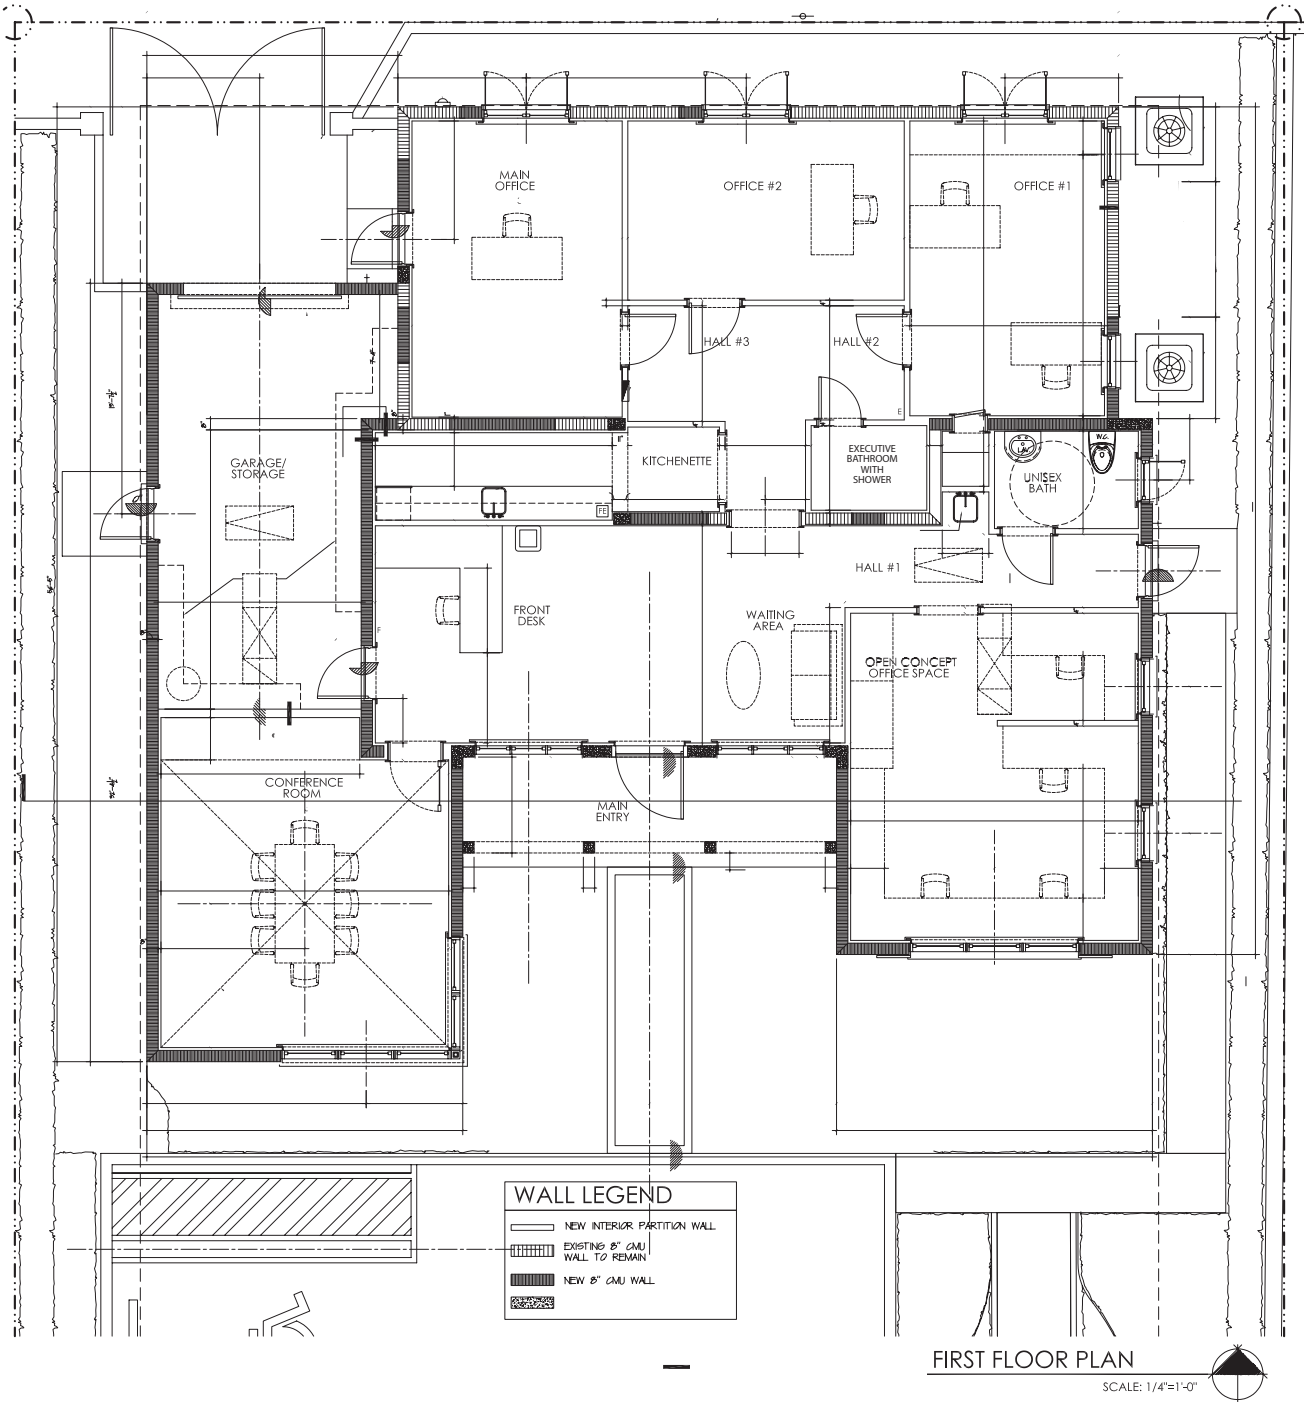 MAIN
OFFICE
OFFICE #2
OFFICE #1
HALL #3
HALL #2
E
GARAGE/
STORAGE
KITCHENETTE
EXECUTIVE
BATHROOM
WITH
SHOWER
W.C.
LAV.
UNISEX
BATH
FE
HALL #1
FRONT
DESK
WAITING
AREA
F
OPEN CONCEPT
OFFICE SPACE
CONFERENCE
ROOM
MAIN
ENTRY
WALL LEGEND
NEW INTERIOR PARTITION WALL
EXISTING 8" CMU
WALL TO REMAIN
NEW 8" CMU WALL
FIRST FLOOR PLAN
SCALE: 1/4"=1'-0"